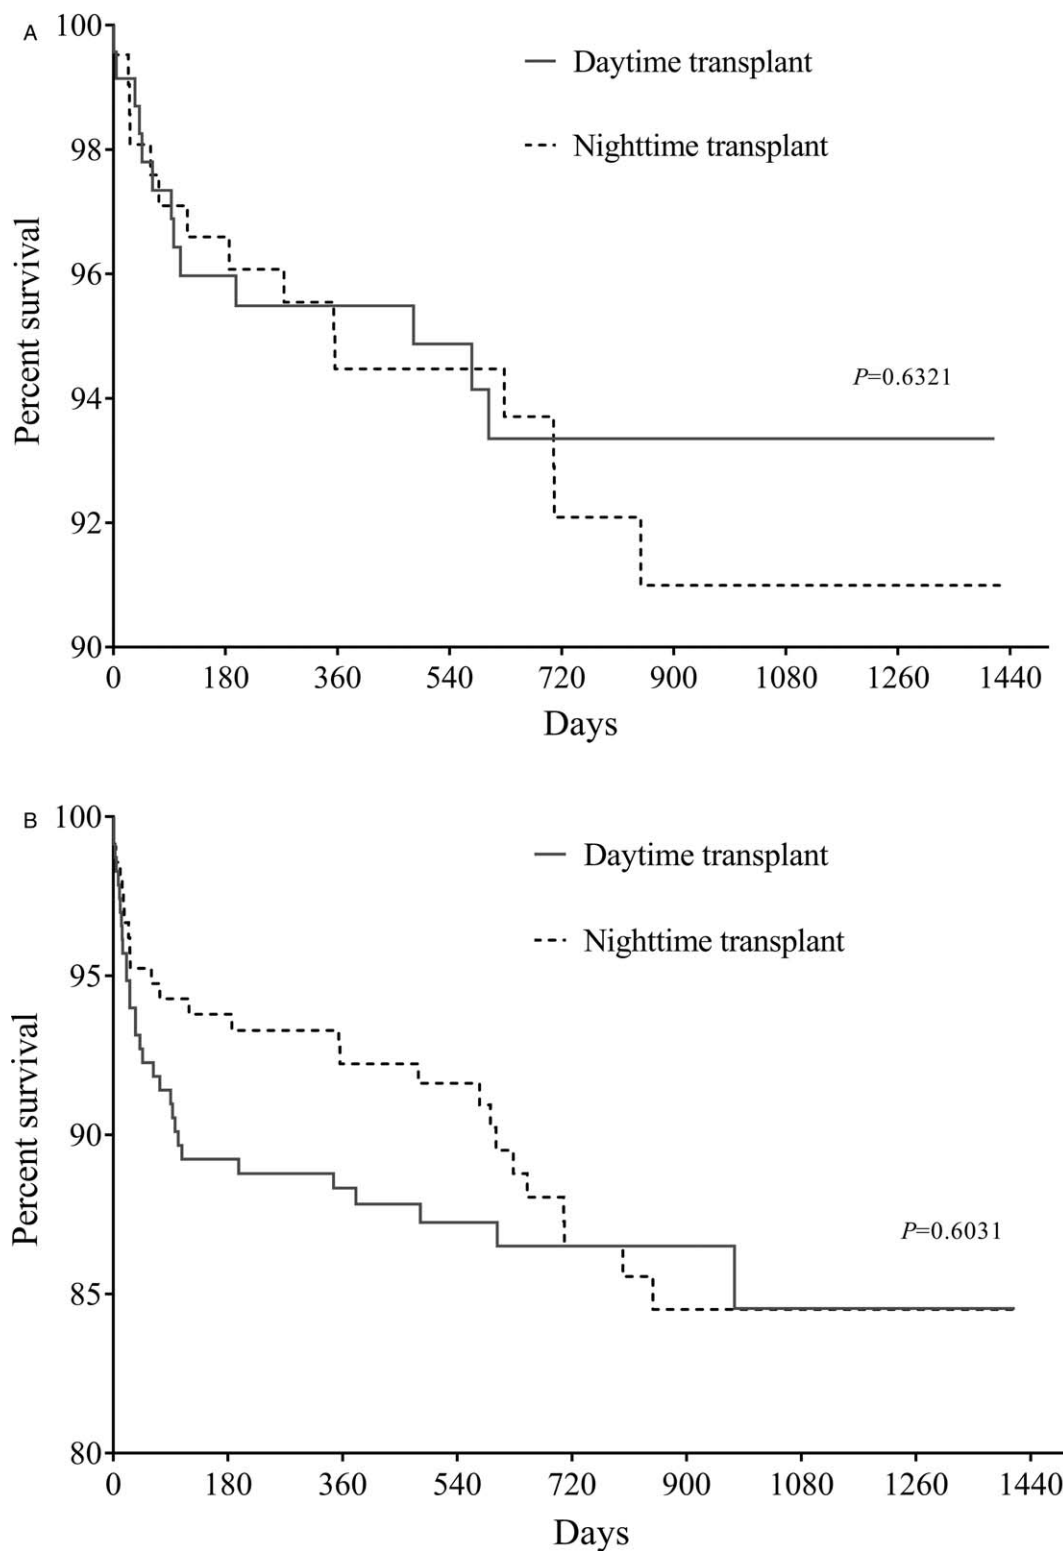 A
100
98
96
94
92
90
Percent survival
Daytime transplant
Nighttime transplant
P=0.6321
0 180 360 540 720 900 1080 1260 1440
Days
B
100
95
90
85
80
Percent survival
Daytime transplant
Nighttime transplant
P=0.6031
0 180 360 540 720 900 1080 1260 1440
Days